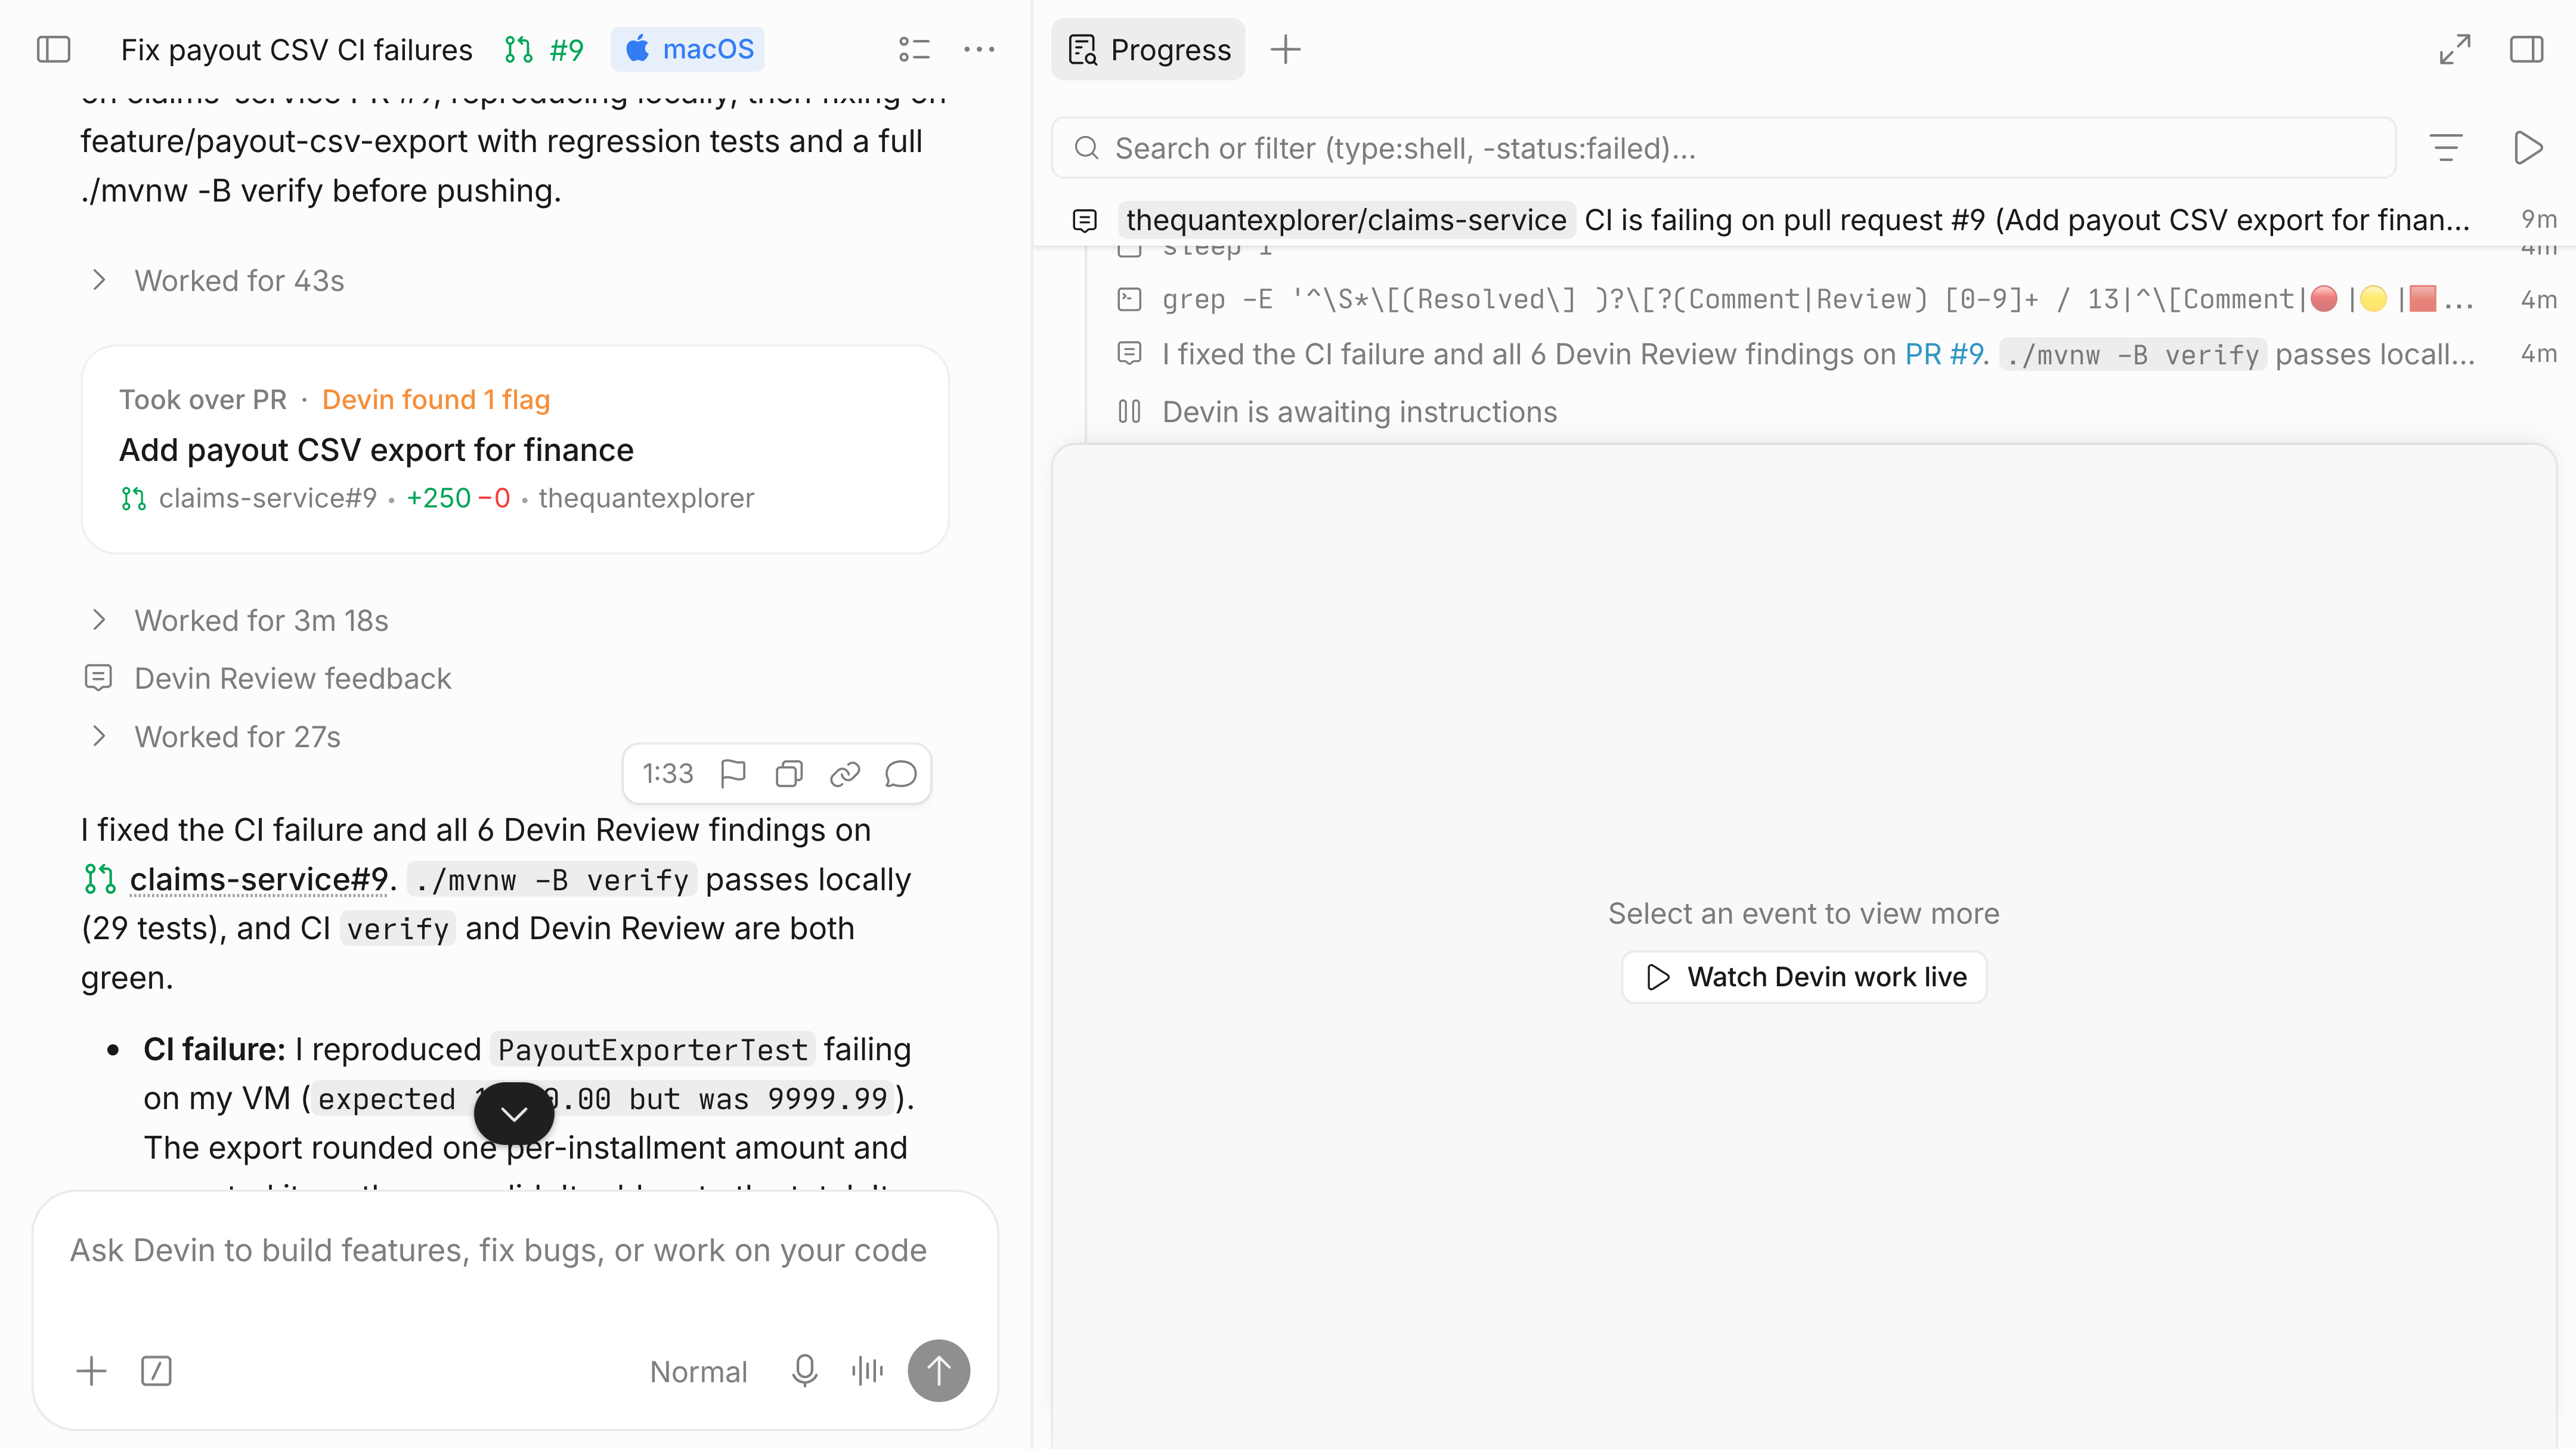 Fix payout CSV CI failures #9 macOS
feature/payout-csv-export with regression tests and a full
./mvnw -B verify before pushing.
Worked for 43s
Took over PR · Devin found 1 flag
Add payout CSV export for finance
claims-service#9 • +250 −0 • thequantexplorer
Worked for 3m 18s
Devin Review feedback
Worked for 27s
1:33
I fixed the CI failure and all 6 Devin Review findings on
claims-service#9. ./mvnw -B verify passes locally
(29 tests), and CI verify and Devin Review are both
green.
• CI failure: I reproduced PayoutExporterTest failing
on my VM (expected 0.00 but was 9999.99).
The export rounded one per-installment amount and
Ask Devin to build features, fix bugs, or work on your code
Normal
Progress
Search or filter (type:shell, -status:failed)...
thequantexplorer/claims-service CI is failing on pull request #9 (Add payout CSV export for finan... 9m
sleep 1 4m
grep -E '^\S*\[(Resolved\] )?\[?(Comment|Review) [0-9]+ / 13|^\[Comment|🔴|🟡|🟥... 4m
I fixed the CI failure and all 6 Devin Review findings on PR #9. ./mvnw -B verify passes locall... 4m
Devin is awaiting instructions
Select an event to view more
Watch Devin work live